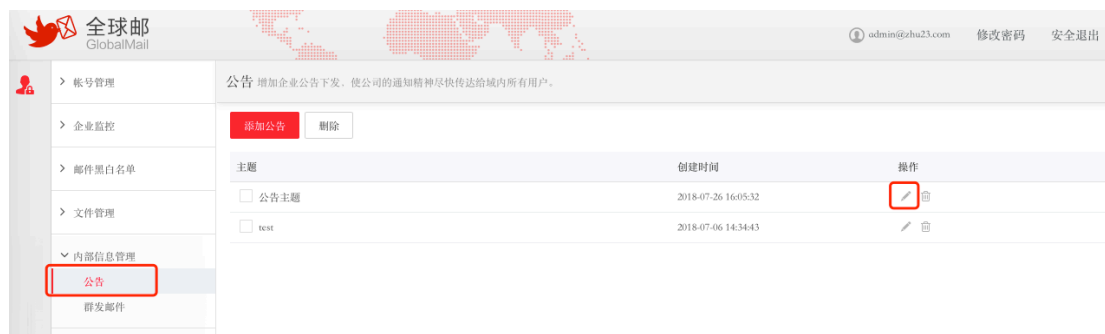 全球邮
GlobalMail
admin@zhu23.com 修改密码 安全退出
帐号管理
企业监控
邮件黑白名单
文件管理
内部信息管理
公告
群发邮件
公告 增加企业公告下发、使公司的通知精神尽快传达给域内所有用户。
添加公告 删除
主题 创建时间 操作
公告主题 2018-07-26 16:05:32
test 2018-07-06 14:34:43